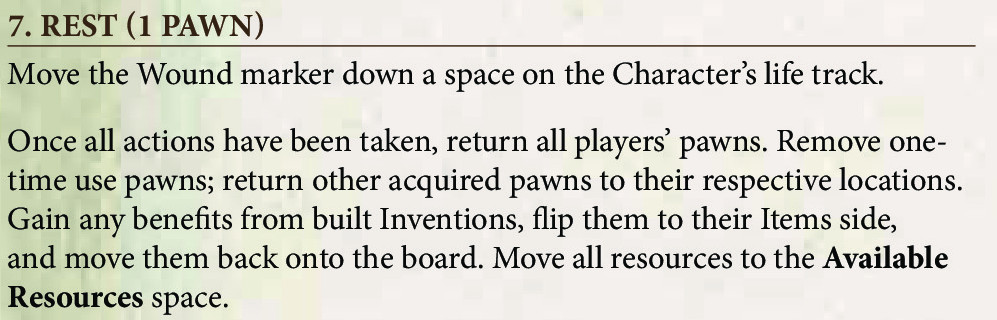 7. REST (1 PAWN)
Move the Wound marker down a space on the Character’s life track.
Once all actions have been taken, return all players’ pawns. Remove one-
time use pawns; return other acquired pawns to their respective locations.
Gain any benefits from built Inventions, flip them to their Items side,
and move them back onto the board. Move all resources to the Available
Resources space.